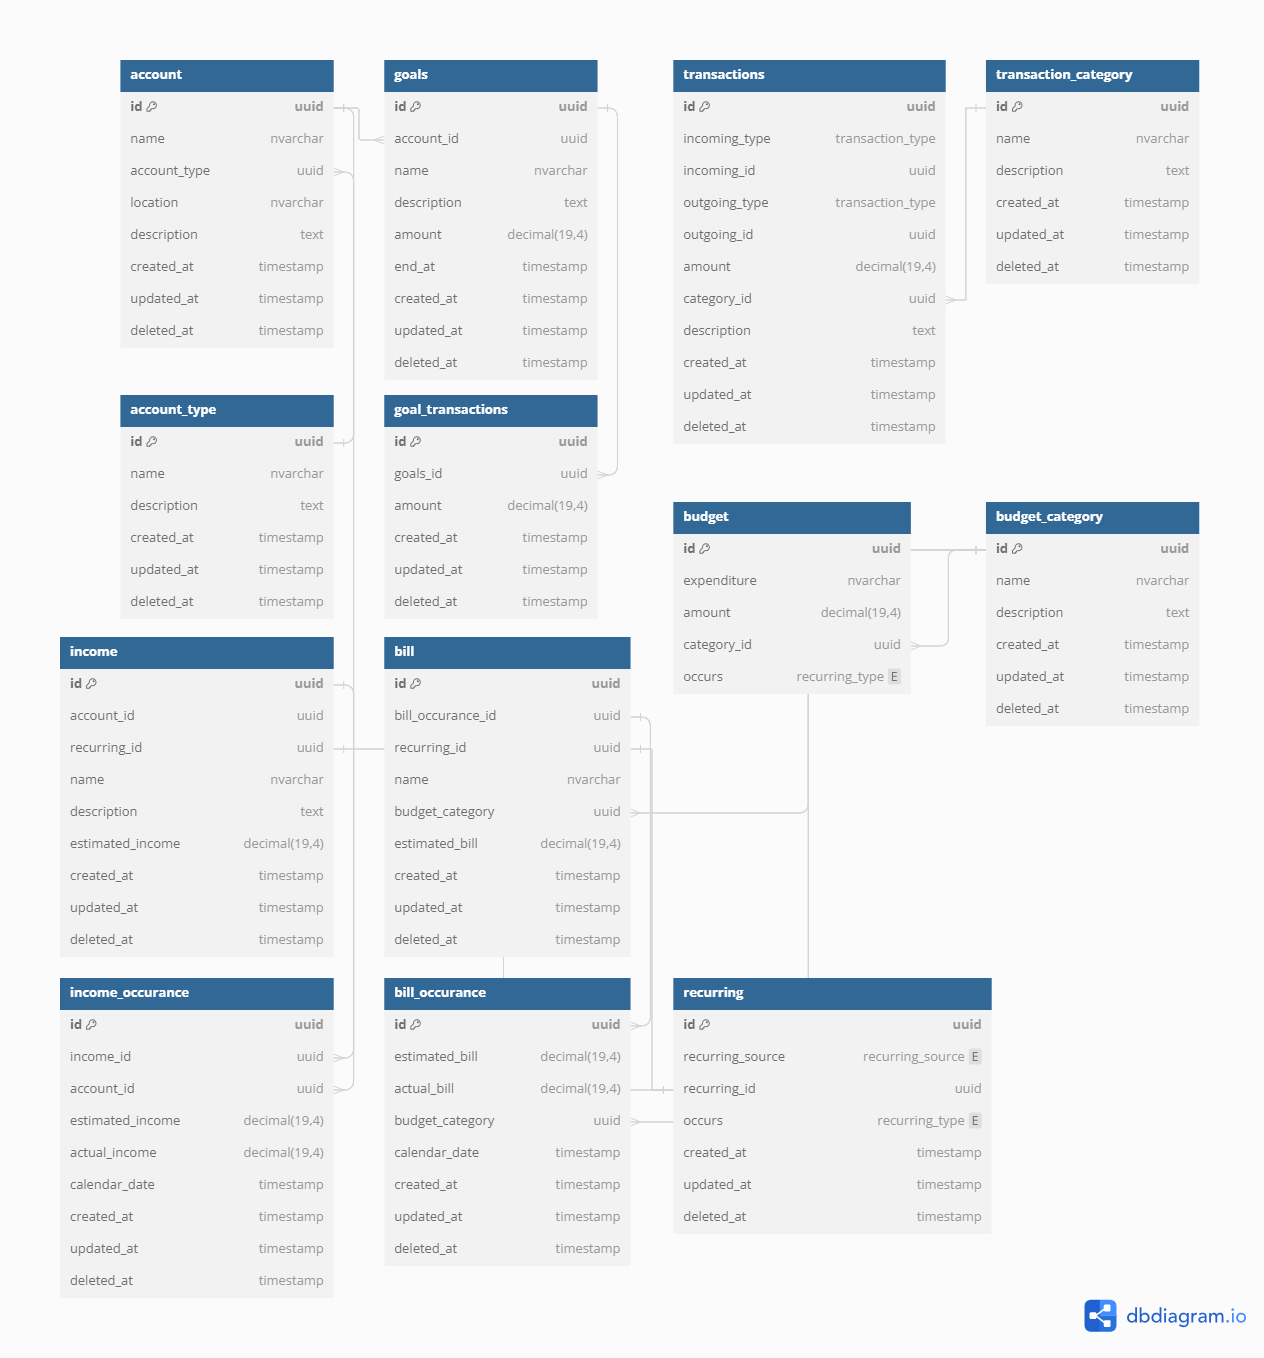 account
id uuid
name nvarchar
account_type uuid
location nvarchar
description text
created_at timestamp
updated_at timestamp
deleted_at timestamp
goals
id uuid
account_id uuid
name nvarchar
description text
amount decimal(19,4)
end_at timestamp
created_at timestamp
updated_at timestamp
deleted_at timestamp
transactions
id uuid
incoming_type transaction_type
incoming_id uuid
outgoing_type transaction_type
outgoing_id uuid
amount decimal(19,4)
category_id uuid
description text
created_at timestamp
updated_at timestamp
deleted_at timestamp
transaction_category
id uuid
name nvarchar
description text
created_at timestamp
updated_at timestamp
deleted_at timestamp
account_type
id uuid
name nvarchar
description text
created_at timestamp
updated_at timestamp
deleted_at timestamp
goal_transactions
id uuid
goals_id uuid
amount decimal(19,4)
created_at timestamp
updated_at timestamp
deleted_at timestamp
budget
id uuid
expenditure nvarchar
amount decimal(19,4)
category_id uuid
occurs recurring_type E
budget_category
id uuid
name nvarchar
description text
created_at timestamp
updated_at timestamp
deleted_at timestamp
income
id uuid
account_id uuid
recurring_id uuid
name nvarchar
description text
estimated_income decimal(19,4)
created_at timestamp
updated_at timestamp
deleted_at timestamp
bill
id uuid
bill_occurance_id uuid
recurring_id uuid
name nvarchar
budget_category uuid
estimated_bill decimal(19,4)
created_at timestamp
updated_at timestamp
deleted_at timestamp
income_occurance
id uuid
income_id uuid
account_id uuid
estimated_income decimal(19,4)
actual_income decimal(19,4)
calendar_date timestamp
created_at timestamp
updated_at timestamp
deleted_at timestamp
bill_occurance
id uuid
estimated_bill decimal(19,4)
actual_bill decimal(19,4)
budget_category uuid
calendar_date timestamp
created_at timestamp
updated_at timestamp
deleted_at timestamp
recurring
id uuid
recurring_source recurring_source E
recurring_id uuid
occurs recurring_type E
created_at timestamp
updated_at timestamp
deleted_at timestamp
dbdiagram.io